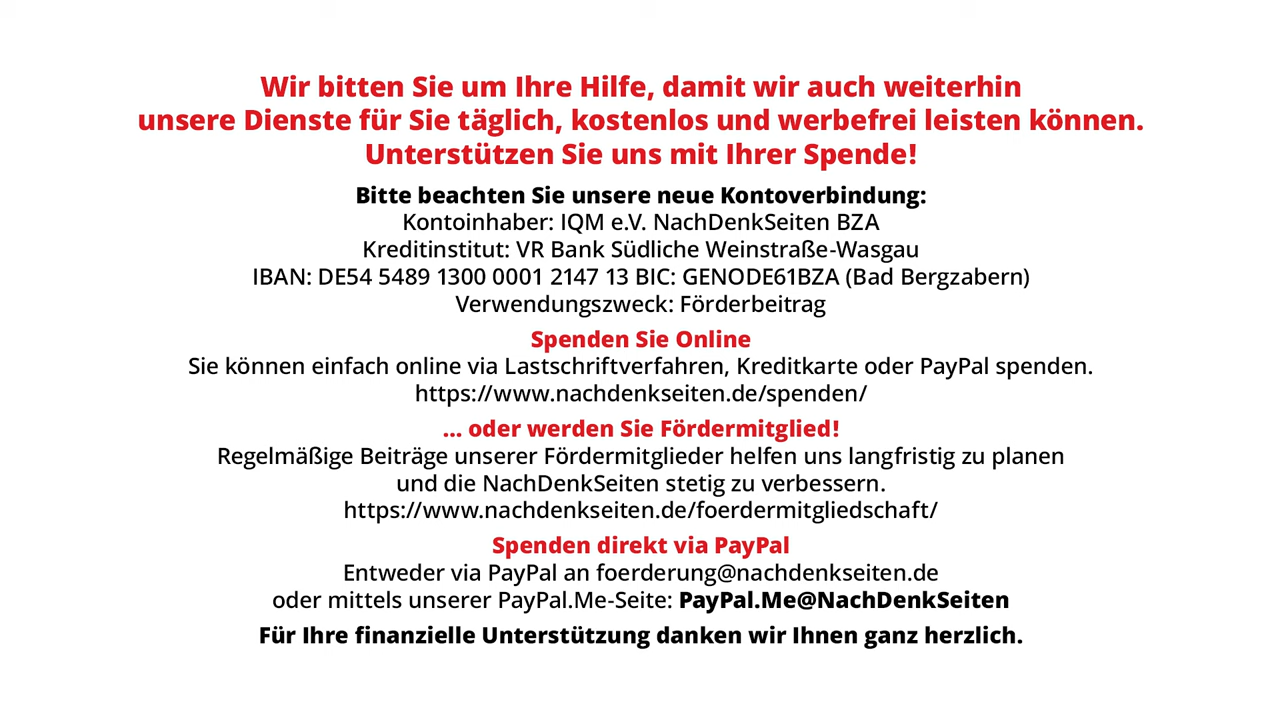 Wir bitten Sie um Ihre Hilfe, damit wir auch weiterhin
unsere Dienste für Sie täglich, kostenlos und werbefrei leisten können.
Unterstützen Sie uns mit Ihrer Spende!
Bitte beachten Sie unsere neue Kontoverbindung:
Kontoinhaber: IQM e.V. NachDenkSeiten BZA
Kreditinstitut: VR Bank Südliche Weinstraße-Wasgau
IBAN: DE54 5489 1300 0001 2147 13 BIC: GENODE61BZA (Bad Bergzabern)
Verwendungszweck: Förderbeitrag
Spenden Sie Online
Sie können einfach online via Lastschriftverfahren, Kreditkarte oder PayPal spenden.
https://www.nachdenkseiten.de/spenden/
... oder werden Sie Fördermitglied!
Regelmäßige Beiträge unserer Fördermitglieder helfen uns langfristig zu planen
und die NachDenkSeiten stetig zu verbessern.
https://www.nachdenkseiten.de/foerdermitgliedschaft/
Spenden direkt via PayPal
Entweder via PayPal an foerderung@nachdenkseiten.de
oder mittels unserer PayPal.Me-Seite: PayPal.Me@NachDenkSeiten
Für Ihre finanzielle Unterstützung danken wir Ihnen ganz herzlich.